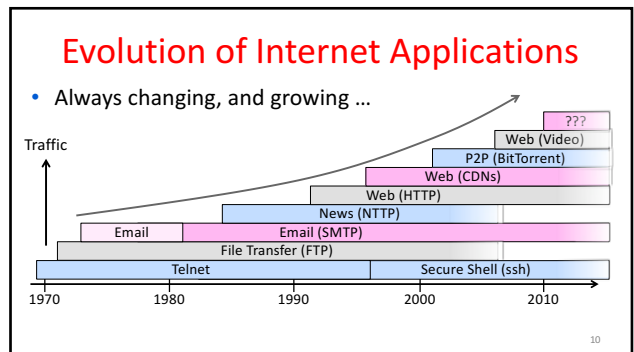 Evolution of Internet Applications
• Always changing, and growing …
???
Traffic
Web (Video)
P2P (BitTorrent)
Web (CDNs)
Web (HTTP)
News (NTTP)
Email Email (SMTP)
File Transfer (FTP)
Telnet Secure Shell (ssh)
1970 1980 1990 2000 2010
10